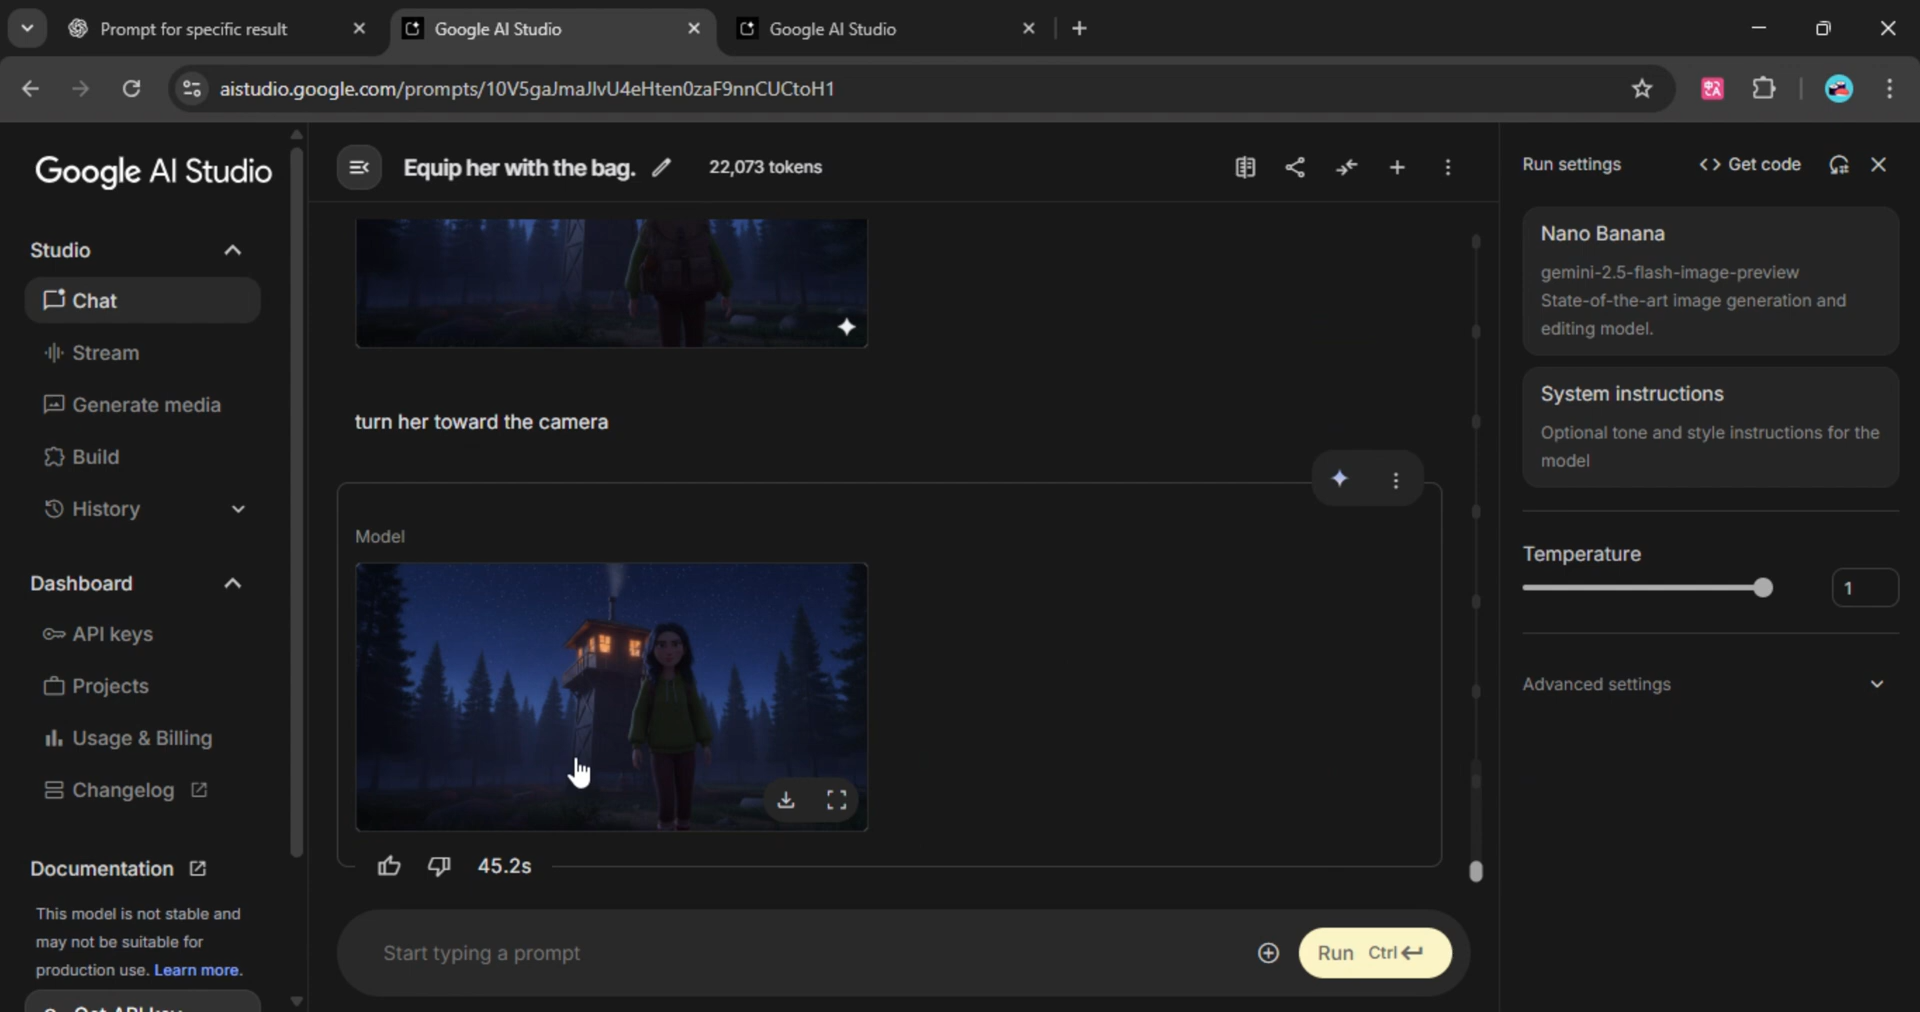 Prompt for specific result
Google AI Studio
Google AI Studio
aistudio.google.com/prompts/10V5gaJmaJlvU4eHten0zaF9nnCUCtoH1
Google AI Studio
Equip her with the bag.
22,073 tokens
Run settings
Get code
Studio
Chat
Stream
Generate media
Build
History
Dashboard
API keys
Projects
Usage & Billing
Changelog
Documentation
This model is not stable and
may not be suitable for
production use. Learn more.
Get API key
turn her toward the camera
Model
45.2s
Start typing a prompt
Run Ctrl
Nano Banana
gemini-2.5-flash-image-preview
State-of-the-art image generation and
editing model.
System instructions
Optional tone and style instructions for the
model
Temperature
1
Advanced settings